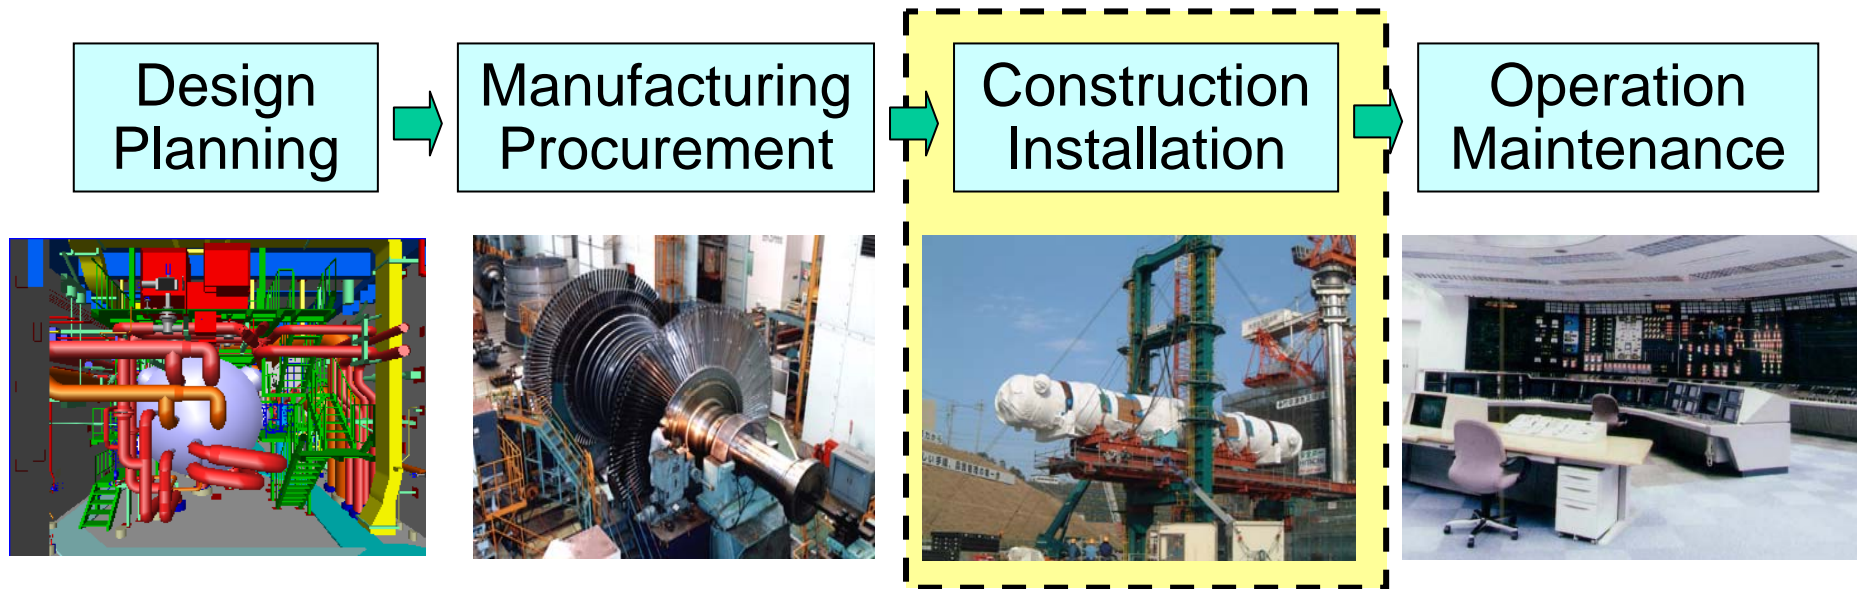 Design
Planning
Manufacturing
Procurement
Construction
Installation
Operation
Maintenance